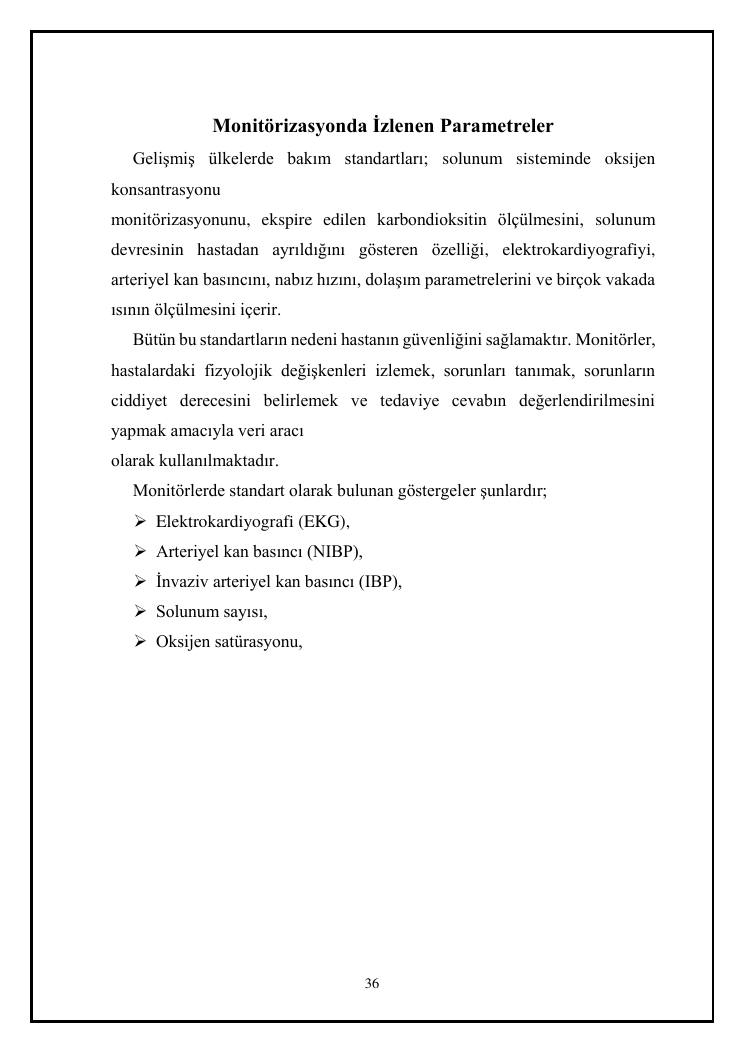 Monitörizasyonda İzlenen Parametreler
Gelişmiş ülkelerde bakım standartları; solunum sisteminde oksijen
konsantrasyonu
monitörizasyonunu, ekspire edilen karbondioksitin ölçülmesini, solunum
devresinin hastadan ayrıldığını gösteren özelliği, elektrokardiyografiyi,
arteriyel kan basıncını, nabız hızını, dolaşım parametrelerini ve birçok vakada
ısının ölçülmesini içerir.
Bütün bu standartların nedeni hastanın güvenliğini sağlamaktır. Monitörler,
hastalardaki fizyolojik değişkenleri izlemek, sorunları tanımak, sorunların
ciddiyet derecesini belirlemek ve tedaviye cevabın değerlendirilmesini
yapmak amacıyla veri aracı
olarak kullanılmaktadır.
Monitörlerde standart olarak bulunan göstergeler şunlardır;
➢ Elektrokardiyografi (EKG),
➢ Arteriyel kan basıncı (NIBP),
➢ İnvaziv arteriyel kan basıncı (IBP),
➢ Solunum sayısı,
➢ Oksijen satürasyonu,
36